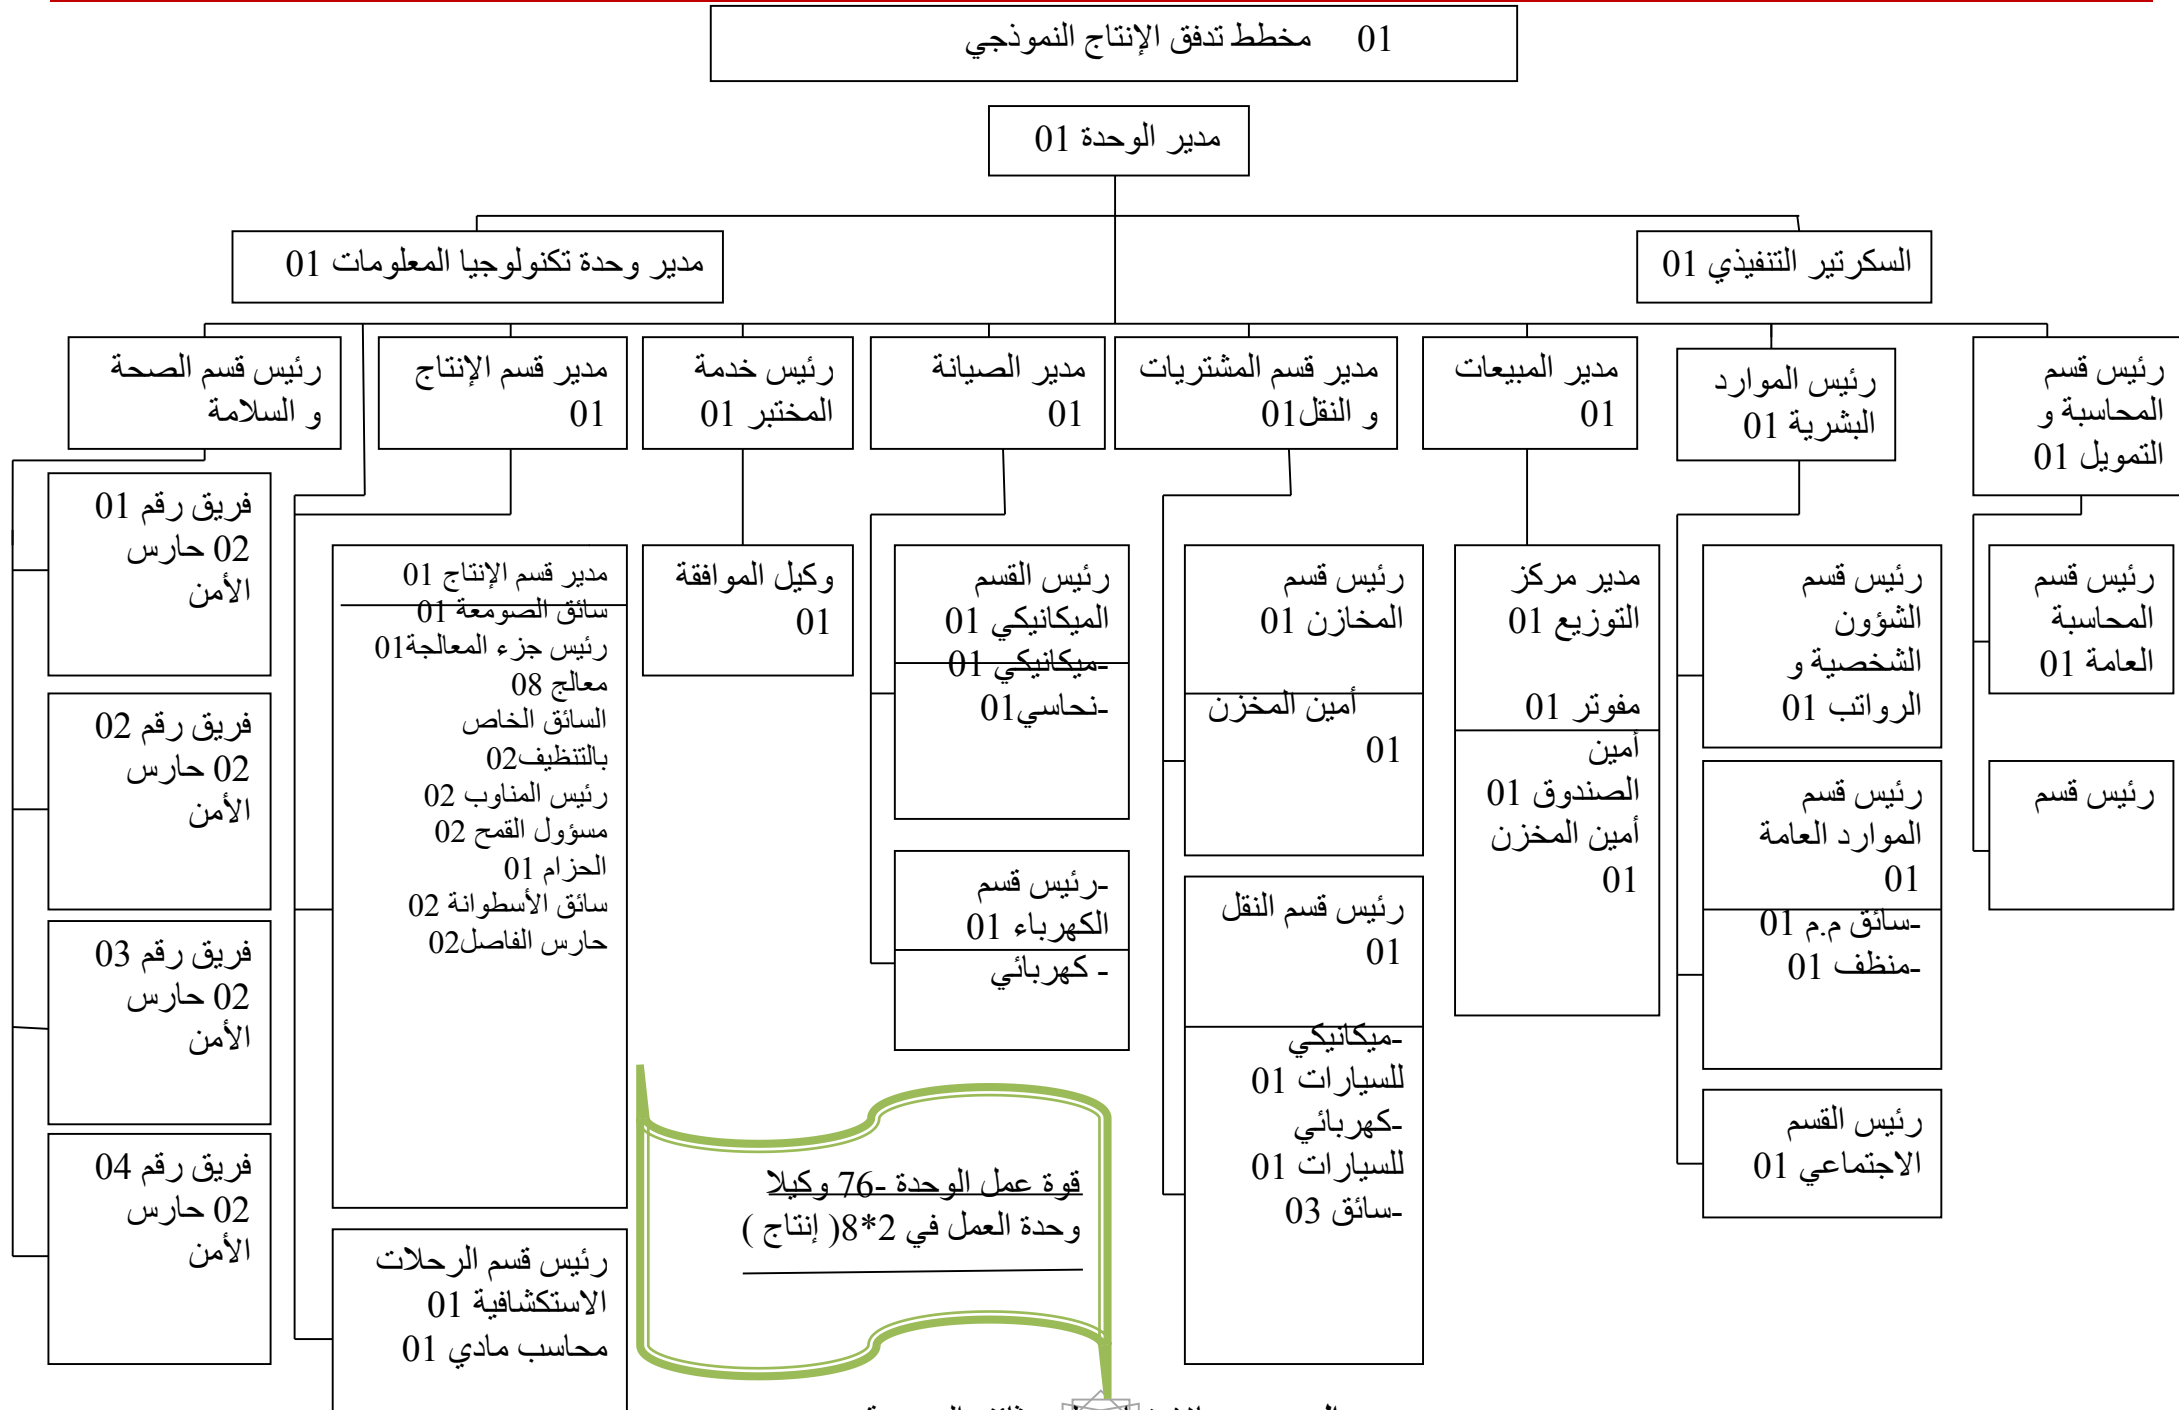 01 مخطط تدفق الإنتاج النموذجي
مدير الوحدة 01
السكرتير التنفيذي 01
مدير وحدة تكنولوجيا المعلومات 01
رئيس قسم
المحاسبة و
التمويل 01
رئيس الموارد
البشرية 01
مدير المبيعات
01
مدير قسم المشتريات
و النقل01
مدير الصيانة
01
رئيس خدمة
المختبر 01
مدير قسم الإنتاج
01
رئيس قسم الصحة
و السلامة
رئيس قسم
المحاسبة
العامة 01
رئيس قسم
رئيس قسم
الشؤون
الشخصية و
الرواتب 01
رئيس قسم
الموارد العامة
01
-سائق م.م 01
-منظف 01
رئيس القسم
الاجتماعي 01
مدير مركز
التوزيع 01
مفوتر 01
أمين
الصندوق 01
أمين المخزن
01
رئيس قسم
المخازن 01
أمين المخزن
01
رئيس قسم النقل
01
-ميكانيكي
للسيارات 01
-كهربائي
للسيارات 01
-سائق 03
رئيس القسم
الميكانيكي 01
-ميكانيكي 01
-نحاسي01
-رئيس قسم
الكهرباء 01
- كهربائي
وكيل الموافقة
01
مدير قسم الإنتاج 01
سائق الصومعة 01
رئيس جزء المعالجة01
معالج 08
السائق الخاص
بالتنظيف02
رئيس المناوب 02
مسؤول القمح 02
الحزام 01
سائق الأسطوانة 02
حارس الفاصل02
رئيس قسم الرحلات
الاستكشافية 01
محاسب مادي 01
فريق رقم 01
02 حارس
الأمن
فريق رقم 02
02 حارس
الأمن
فريق رقم 03
02 حارس
الأمن
فريق رقم 04
02 حارس
الأمن
قوة عمل الوحدة -76 وكيلا
وحدة العمل في 2*8( إنتاج )